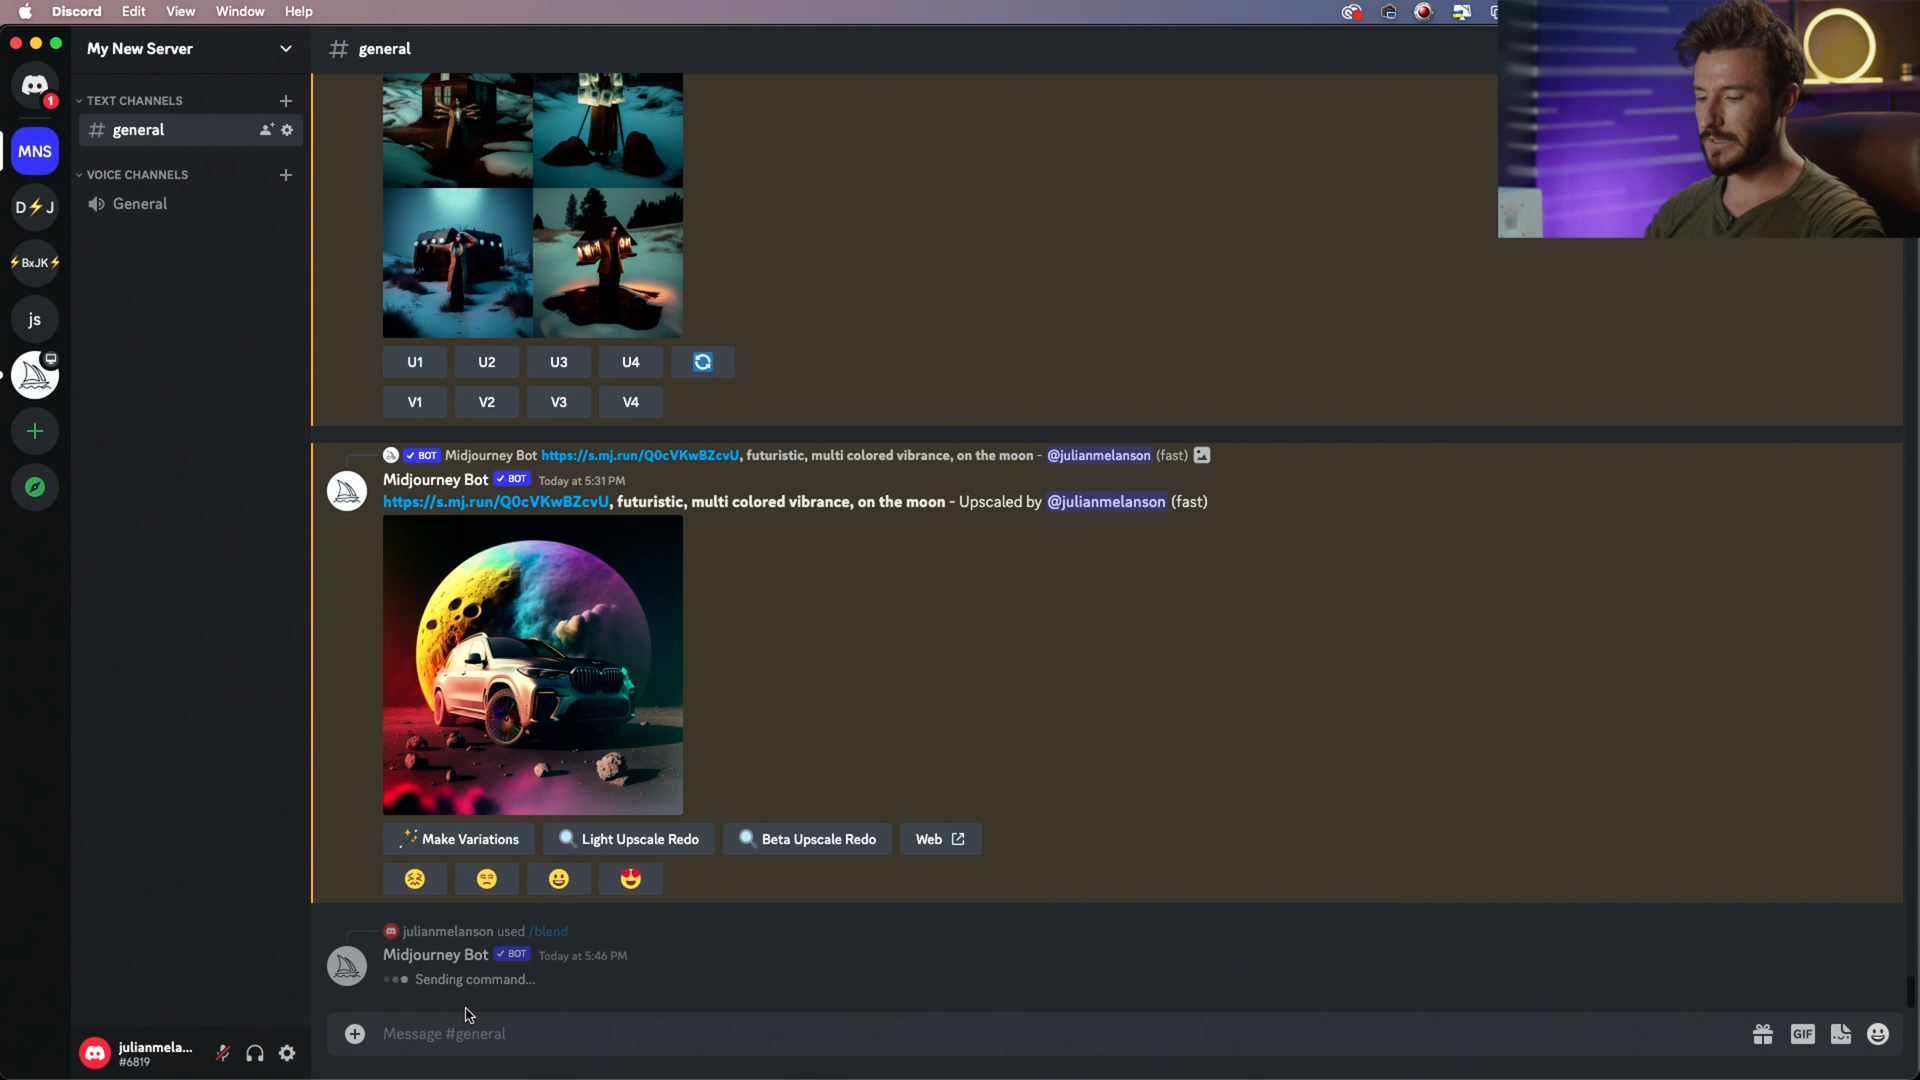 Discord Edit View Window Help
My New Server
# general
TEXT CHANNELS
# general
VOICE CHANNELS
General
1
MNS
D⚡J
⚡BxJK⚡
js
U1 U2 U3 U4
V1 V2 V3 V4
✓ BOT Midjourney Bot https://s.mj.run/Q0cVKwBZcvU, futuristic, multi colored vibrance, on the moon - @julianmelanson (fast)
Midjourney Bot ✓ BOT Today at 5:31 PM
https://s.mj.run/Q0cVKwBZcvU, futuristic, multi colored vibrance, on the moon - Upscaled by @julianmelanson (fast)
Make Variations Light Upscale Redo Beta Upscale Redo Web
julianmelanson used /blend
Midjourney Bot ✓ BOT Today at 5:46 PM
Sending command...
Message #general
GIF
julianmela...
#6819